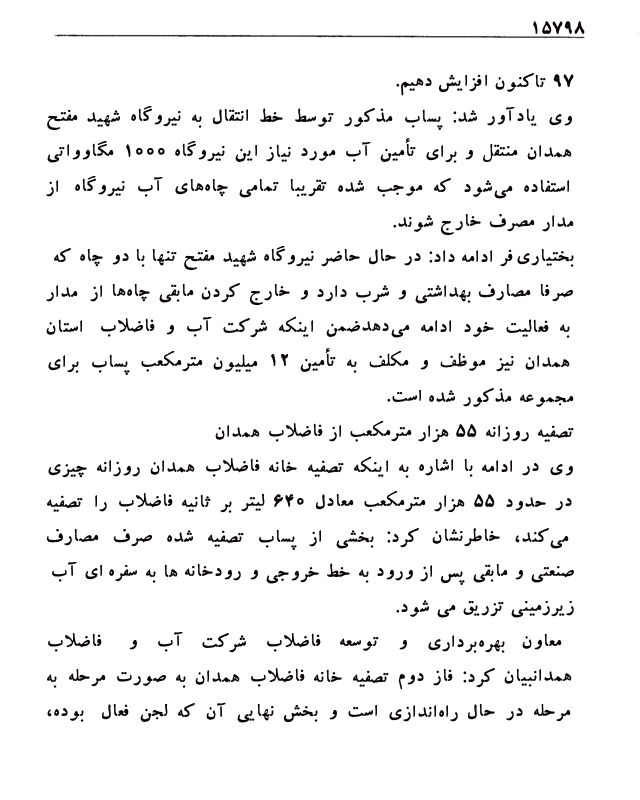 ۱۵۷۹۸
۹۷ تاکنون افزایش دهیم.
وی یادآور شد: پساب مذکور توسط خط انتقال به نیروگاه شهید مفتح
همدان منتقل و برای تأمین آب مورد نیاز این نیروگاه ۱۰۰۰ مگاوواتی
استفاده می‌شود که موجب شده تقریبا تمامی چاه‌های آب نیروگاه از
مدار مصرف خارج شوند.
بختیاری‌فر ادامه داد: در حال حاضر نیروگاه شهید مفتح تنها با دو چاه که
صرفا مصارف بهداشتی و شرب دارد و خارج کردن مابقی چاه‌ها از مدار
به فعالیت خود ادامه می‌دهدضمن اینکه شرکت آب و فاضلاب استان
همدان نیز موظف و مکلف به تأمین ۱۲ میلیون مترمکعب پساب برای
مجموعه مذکور شده است.
تصفیه روزانه ۵۵ هزار مترمکعب از فاضلاب همدان
وی در ادامه با اشاره به اینکه تصفیه خانه فاضلاب همدان روزانه چیزی
در حدود ۵۵ هزار مترمکعب معادل ۶۴۰ لیتر بر ثانیه فاضلاب را تصفیه
می‌کند، خاطرنشان کرد: بخشی از پساب تصفیه شده صرف مصارف
صنعتی و مابقی پس از ورود به خط خروجی و رودخانه ها به سفره ای آب
زیرزمینی تزریق می شود.
معاون بهره‌برداری و توسعه فاضلاب شرکت آب و فاضلاب
همدانبیان کرد: فاز دوم تصفیه خانه فاضلاب همدان به صورت مرحله به
مرحله در حال راه‌اندازی است و بخش نهایی آن که لجن فعال بوده،